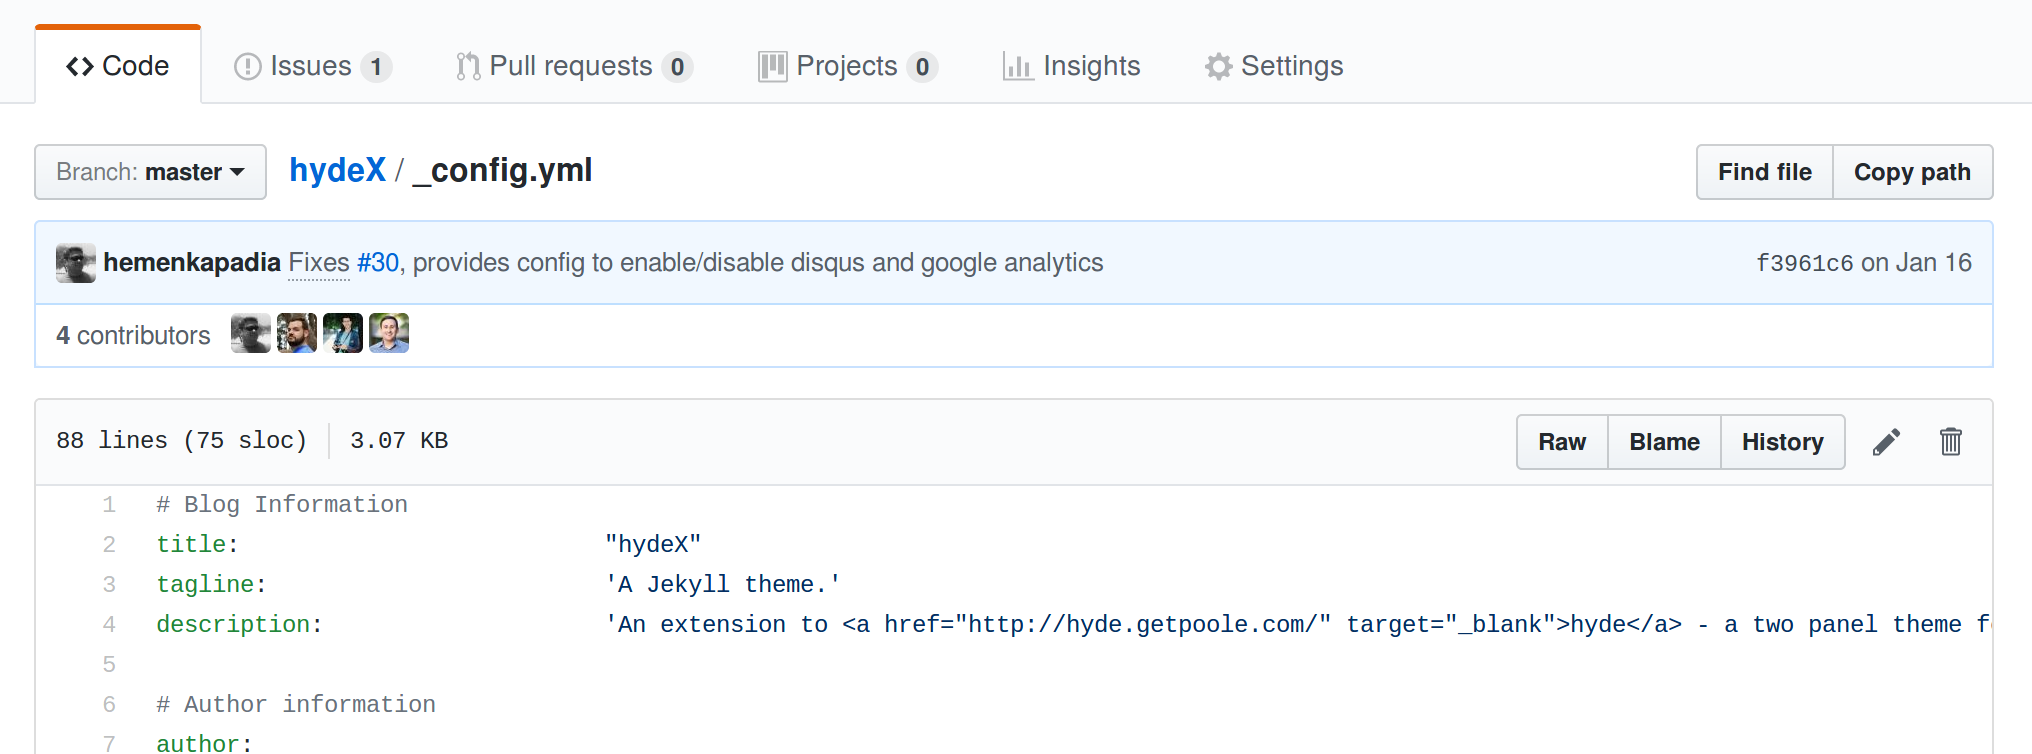 Code Issues 1 Pull requests 0 Projects 0 Insights Settings
Branch: master hydeX / _config.yml Find file Copy path
hemenkapadia Fixes #30, provides config to enable/disable disqus and google analytics f3961c6 on Jan 16
4 contributors
88 lines (75 sloc) 3.07 KB Raw Blame History
1 # Blog Information
2 title: "hydeX"
3 tagline: 'A Jekyll theme.'
4 description: 'An extension to <a href="http://hyde.getpoole.com/" target="_blank">hyde</a> - a two panel theme
5
6 # Author information
7 author: